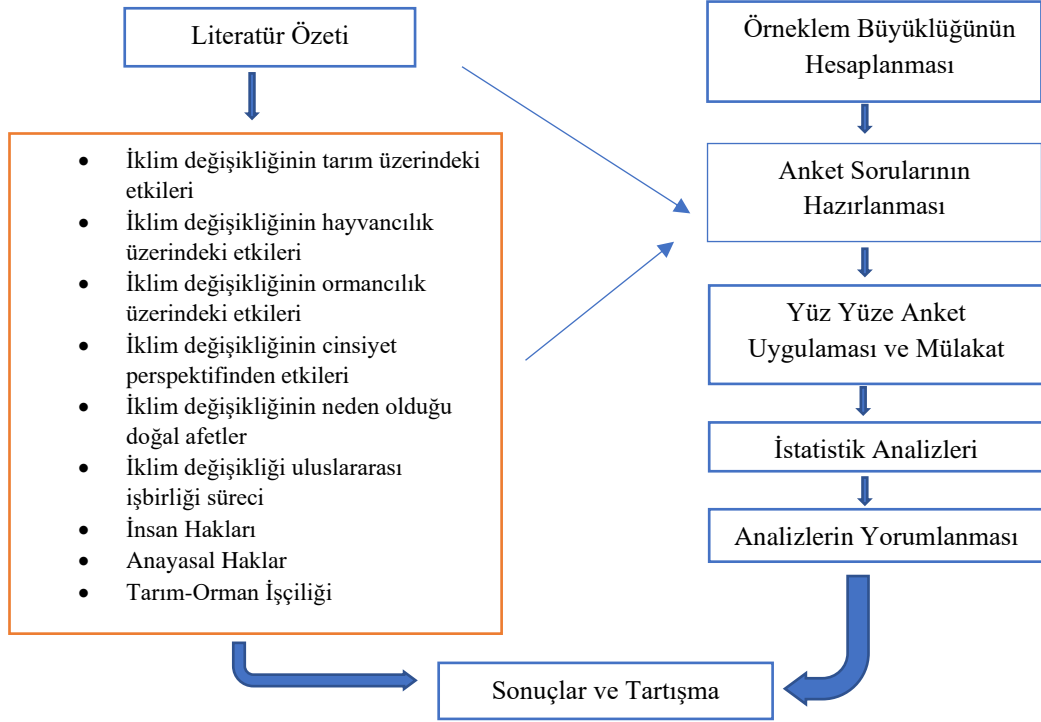 Literatür Özeti
• İklim değişikliğinin tarım üzerindeki
etkileri
• İklim değişikliğinin hayvancılık
üzerindeki etkileri
• İklim değişikliğinin ormancılık
üzerindeki etkileri
• İklim değişikliğinin cinsiyet
perspektifinden etkileri
• İklim değişikliğinin neden olduğu
doğal afetler
• İklim değişikliği uluslararası
işbirliği süreci
• İnsan Hakları
• Anayasal Haklar
• Tarım-Orman İşçiliği
Örneklem Büyüklüğünün
Hesaplanması
Anket Sorularının
Hazırlanması
Yüz Yüze Anket
Uygulaması ve Mülakat
İstatistik Analizleri
Analizlerin Yorumlanması
Sonuçlar ve Tartışma